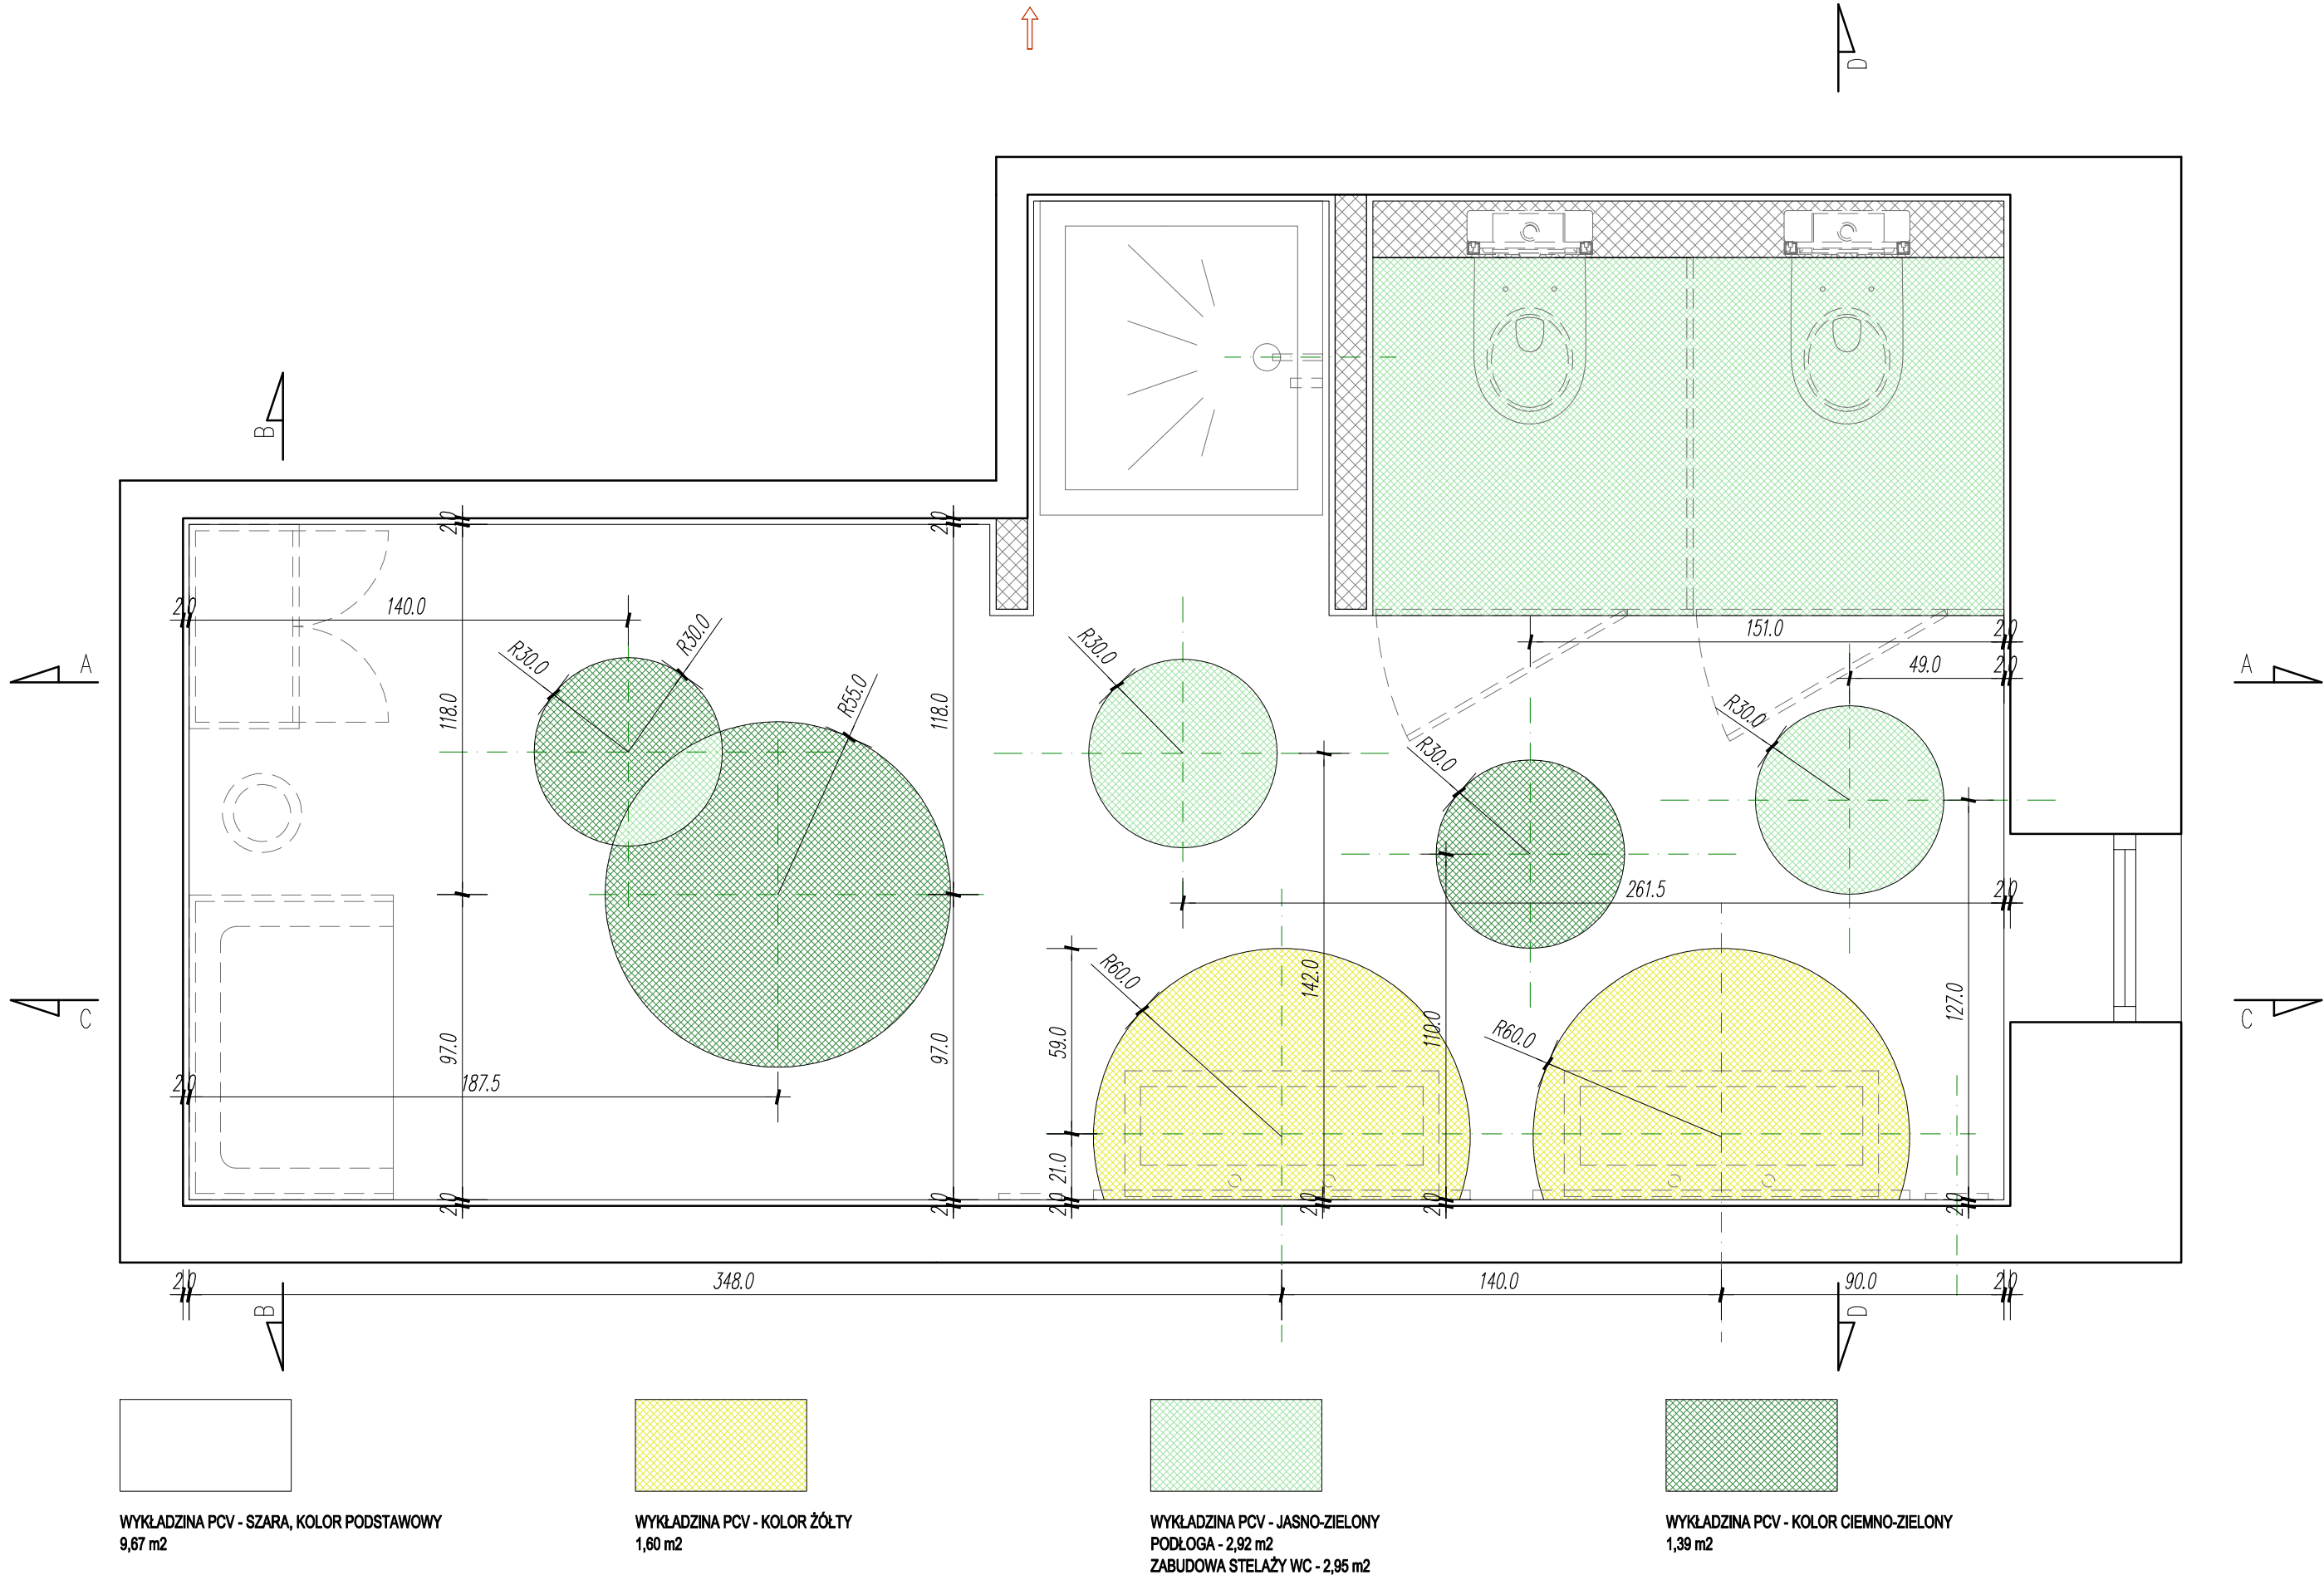 D
B
2.0
2.0
2.0
140.0
R30.0
R30.0
R30.0
151.0
2.0
A
49.0
2.0
A
118.0
R55.0
118.0
R30.0
R30.0
261.5
2.0
142.0
R60.0
127.0
C
110.0
R60.0
C
97.0
97.0
59.0
2.0
187.5
21.0
2.0
2.0
2.0
2.0
2.0
2.0
2.0
348.0
140.0
90.0
2.0
B
D
WYKŁADZINA PCV - SZARA, KOLOR PODSTAWOWY
9,67 m2
WYKŁADZINA PCV - KOLOR ŻÓŁTY
1,60 m2
WYKŁADZINA PCV - JASNO-ZIELONY
PODŁOGA - 2,92 m2
ZABUDOWA STELAŻY WC - 2,95 m2
WYKŁADZINA PCV - KOLOR CIEMNO-ZIELONY
1,39 m2